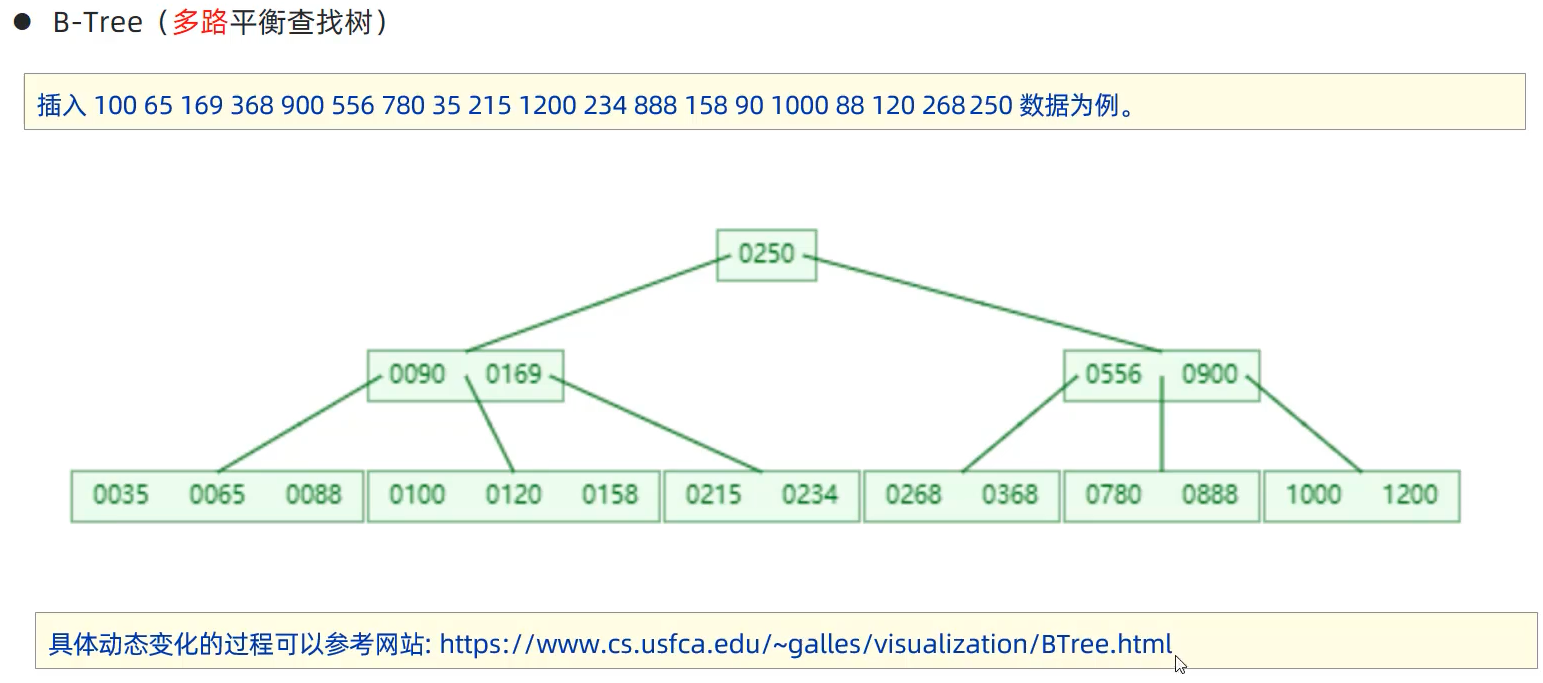 ● B-Tree（多路平衡查找树）
插入 100 65 169 368 900 556 780 35 215 1200 234 888 158 90 1000 88 120 268 250 数据为例。
0250
0090 0169 0556 0900
0035 0065 0088 0100 0120 0158 0215 0234 0268 0368 0780 0888 1000 1200
具体动态变化的过程可以参考网站: https://www.cs.usfca.edu/~galles/visualization/BTree.html